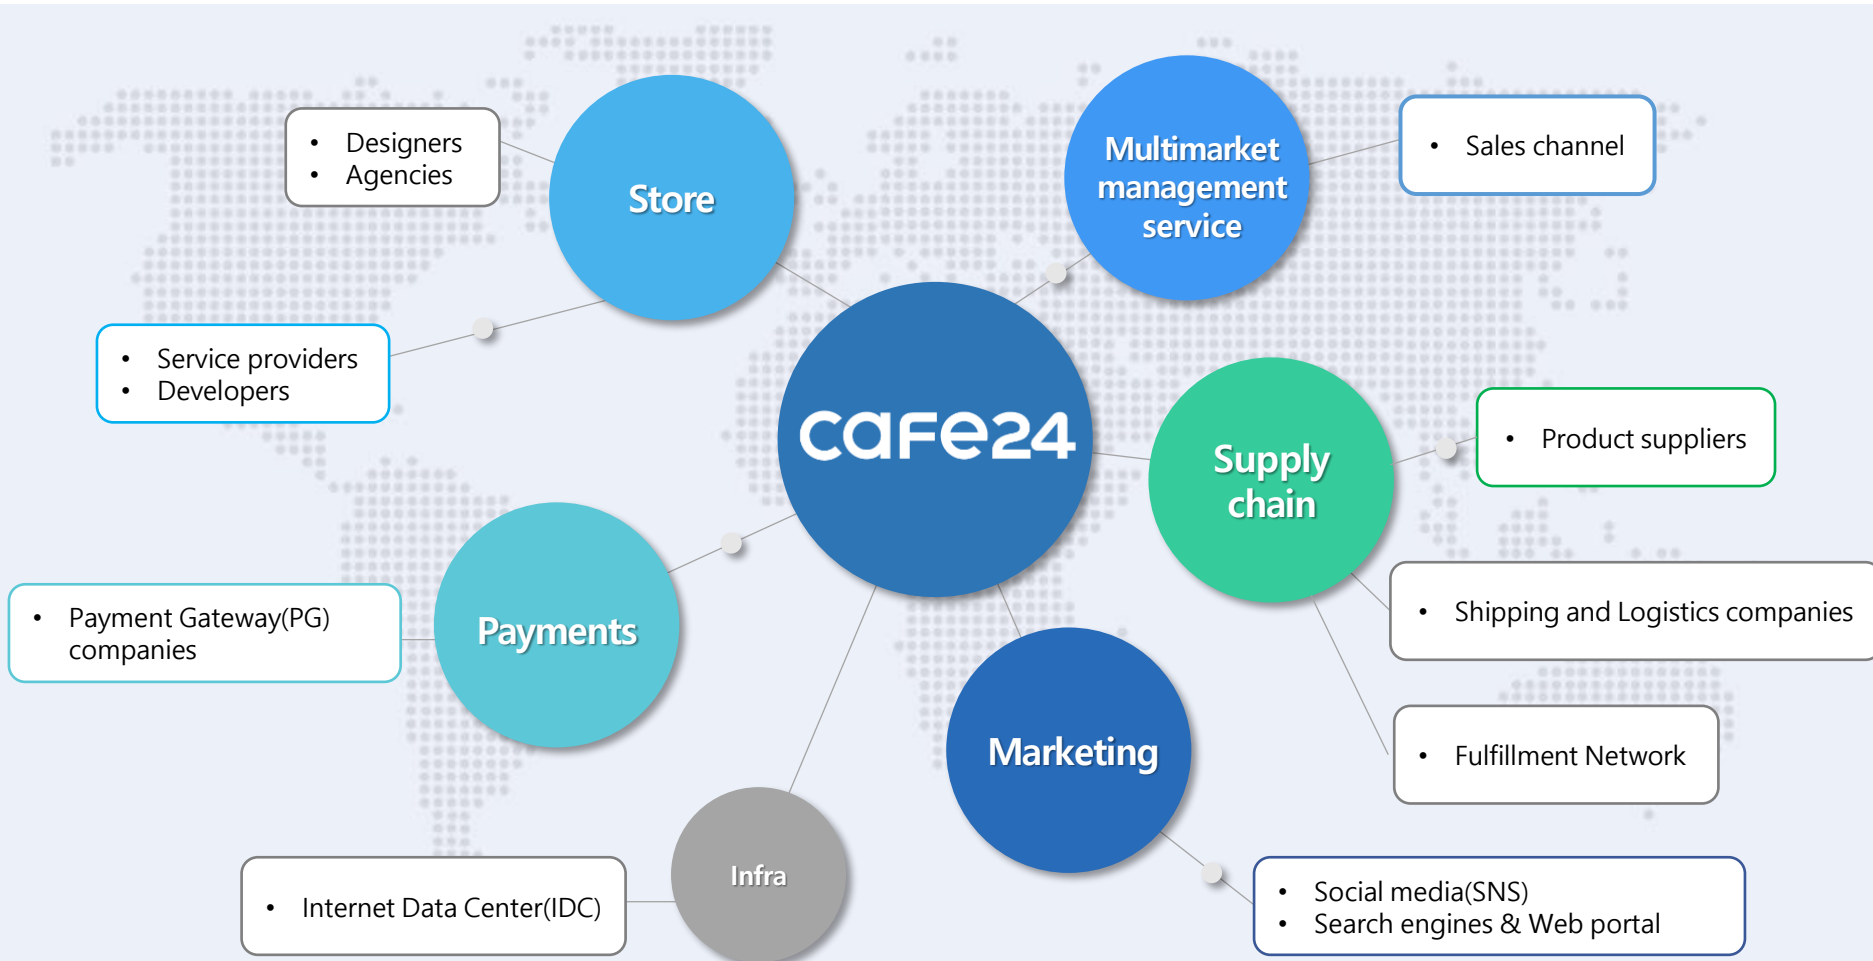 • Designers
• Agencies
Store
Multimarket
management
service
• Sales channel
• Service providers
• Developers
CAFE24
Supply
chain
• Product suppliers
• Payment Gateway(PG)
companies
Payments
• Shipping and Logistics companies
Marketing
• Fulfillment Network
Infra
• Internet Data Center(IDC)
• Social media(SNS)
• Search engines & Web portal